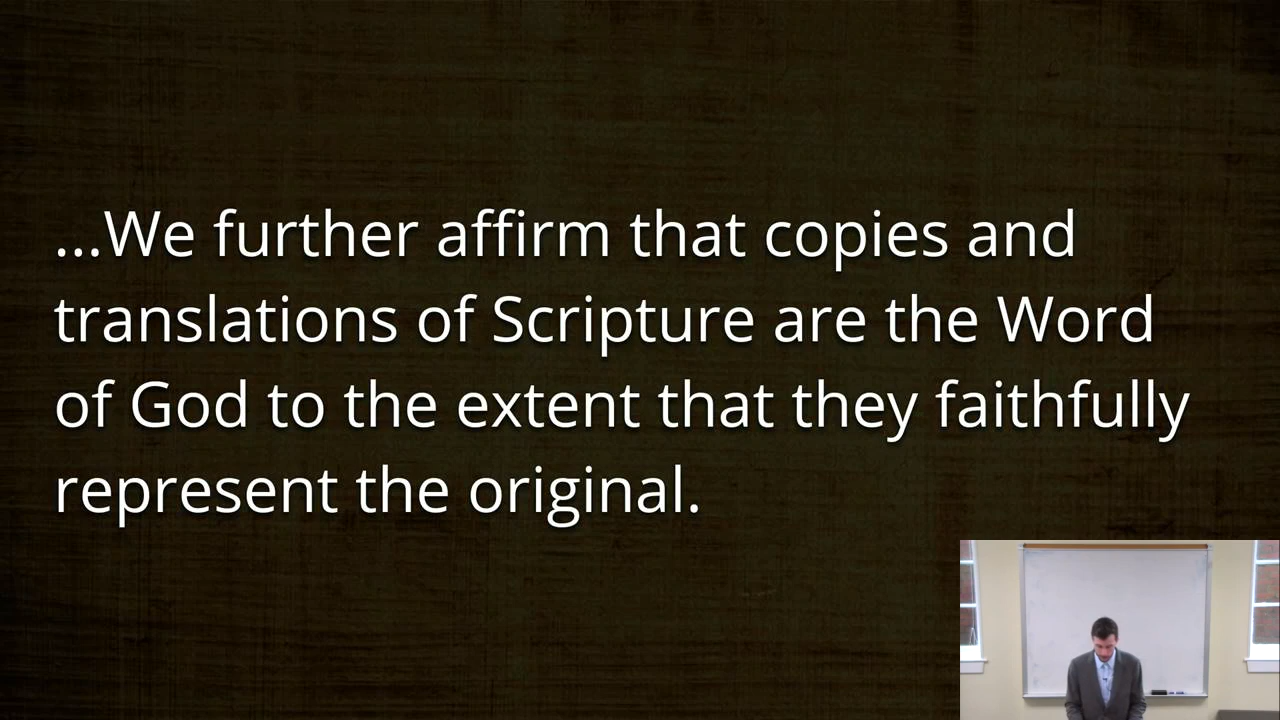 ...We further affirm that copies and
translations of Scripture are the Word
of God to the extent that they faithfully
represent the original.